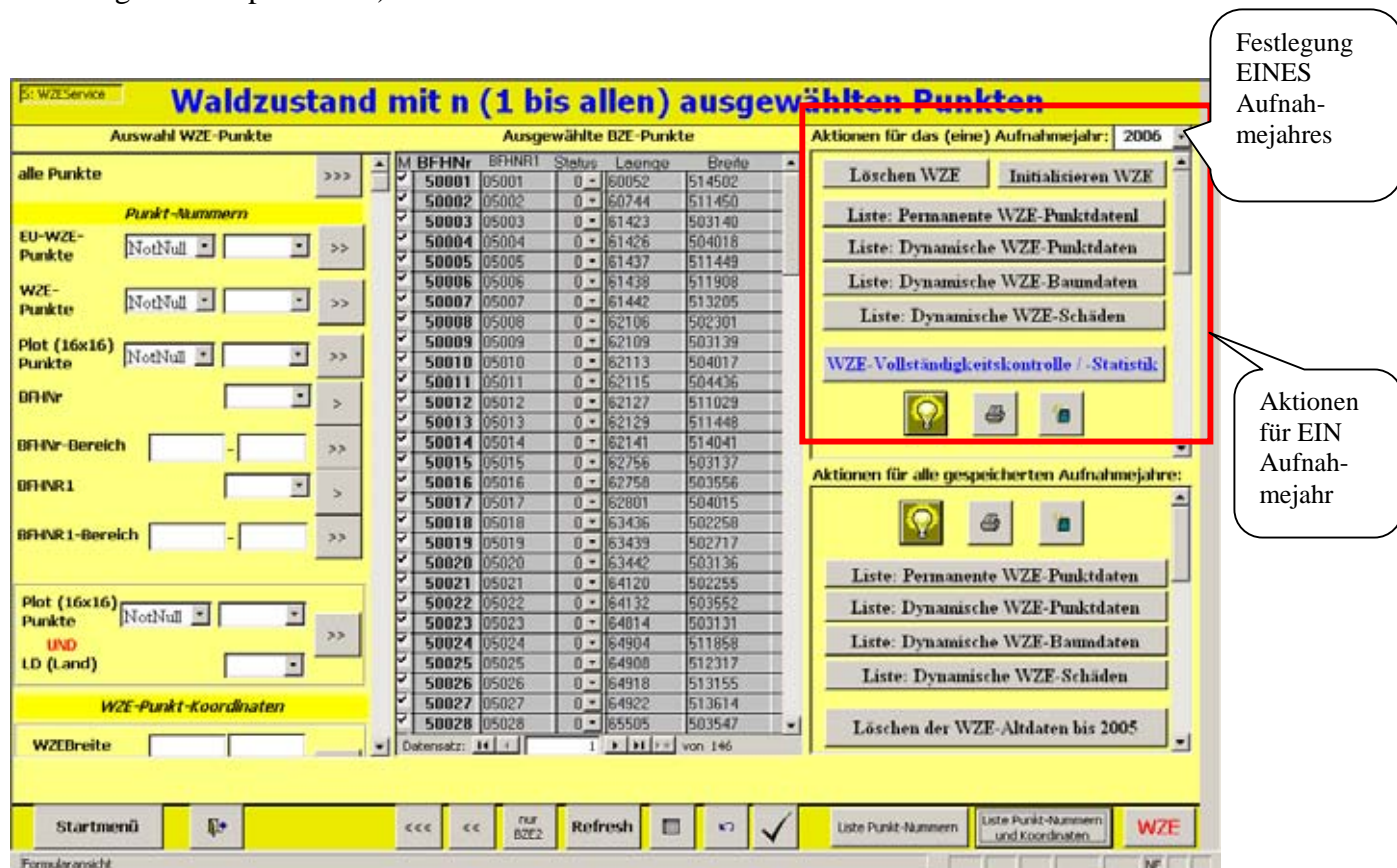 Festlegung
EINES
Aufnah-
mejahres
S: WZEService
Waldzustand mit n (1 bis allen) ausgewählten Punkten
Auswahl WZE-Punkte
alle Punkte >>>
Punkt-Nummern
EU-WZE-
Punkte NotNull >>
WZE-
Punkte NotNull >>
Plot (16x16)
Punkte NotNull >>
BFHNr >
BFHNr-Bereich - >>
BFHNR1 >
BFHNR1-Bereich - >>
Plot (16x16)
Punkte NotNull >>
UND
LD (Land)
WZE-Punkt-Koordinaten
WZEBreite
Ausgewählte BZE-Punkte
M BFHNr BFHNR1 Status Laenge Breite
50001 05001 0 60052 514502
50002 05002 0 60744 511450
50003 05003 0 61423 503140
50004 05004 0 61426 504018
50005 05005 0 61437 511449
50006 05006 0 61438 511908
50007 05007 0 61442 513205
50008 05008 0 62106 502301
50009 05009 0 62109 503139
50010 05010 0 62113 504017
50011 05011 0 62115 504436
50012 05012 0 62127 511029
50013 05013 0 62129 511448
50014 05014 0 62141 514041
50015 05015 0 62756 503137
50016 05016 0 62758 503556
50017 05017 0 62801 504015
50018 05018 0 63436 502258
50019 05019 0 63439 502717
50020 05020 0 63442 503136
50021 05021 0 64120 502255
50022 05022 0 64132 503552
50023 05023 0 64814 503131
50024 05024 0 64904 511858
50025 05025 0 64908 512317
50026 05026 0 64918 513155
50027 05027 0 64922 513614
50028 05028 0 65505 503547
Datensatz: 1 von 146
Aktionen für das (eine) Aufnahmejahr: 2006
Löschen WZE Initialisieren WZE
Liste: Permanente WZE-Punktdatenl
Liste: Dynamische WZE-Punktdaten
Liste: Dynamische WZE-Baumdaten
Liste: Dynamische WZE-Schäden
WZE-Vollständigkeitskontrolle / -Statistik
Aktionen für alle gespeicherten Aufnahmejahre:
Liste: Permanente WZE-Punktdaten
Liste: Dynamische WZE-Punktdaten
Liste: Dynamische WZE-Baumdaten
Liste: Dynamische WZE-Schäden
Löschen der WZE-Altdaten bis 2005
Aktionen
für EIN
Aufnah-
mejahr
Startmenü <<< << nur BZE2 Refresh Liste Punkt-Nummern Liste Punkt-Nummern und Koordinaten WZE
Formularansicht NF